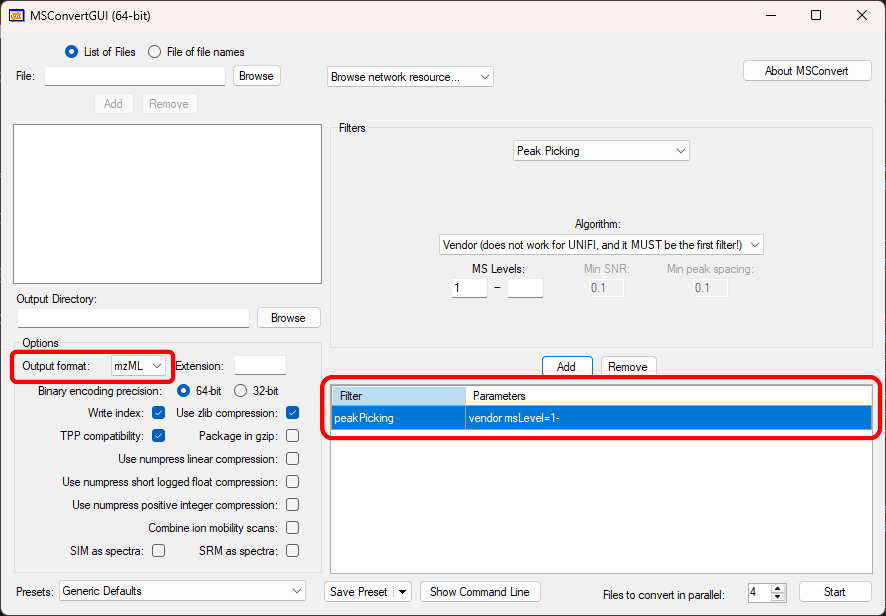 MSConvertGUI (64-bit)
List of Files File of file names
File: Browse Browse network resource... About MSConvert
Add Remove
Filters
Peak Picking
Algorithm:
Vendor (does not work for UNIFI, and it MUST be the first filter!)
MS Levels: Min SNR: Min peak spacing:
1 – 0.1 0.1
Output Directory:
Browse
Options
Output format: mzML Extension:
Add Remove
Binary encoding precision: 64-bit 32-bit
Write index: Use zlib compression:
TPP compatibility: Package in gzip:
Use numpress linear compression:
Use numpress short logged float compression:
Use numpress positive integer compression:
Combine ion mobility scans:
SIM as spectra: SRM as spectra:
Filter Parameters
peakPicking vendor msLevel=1-
Presets: Generic Defaults Save Preset Show Command Line Files to convert in parallel: 4 Start